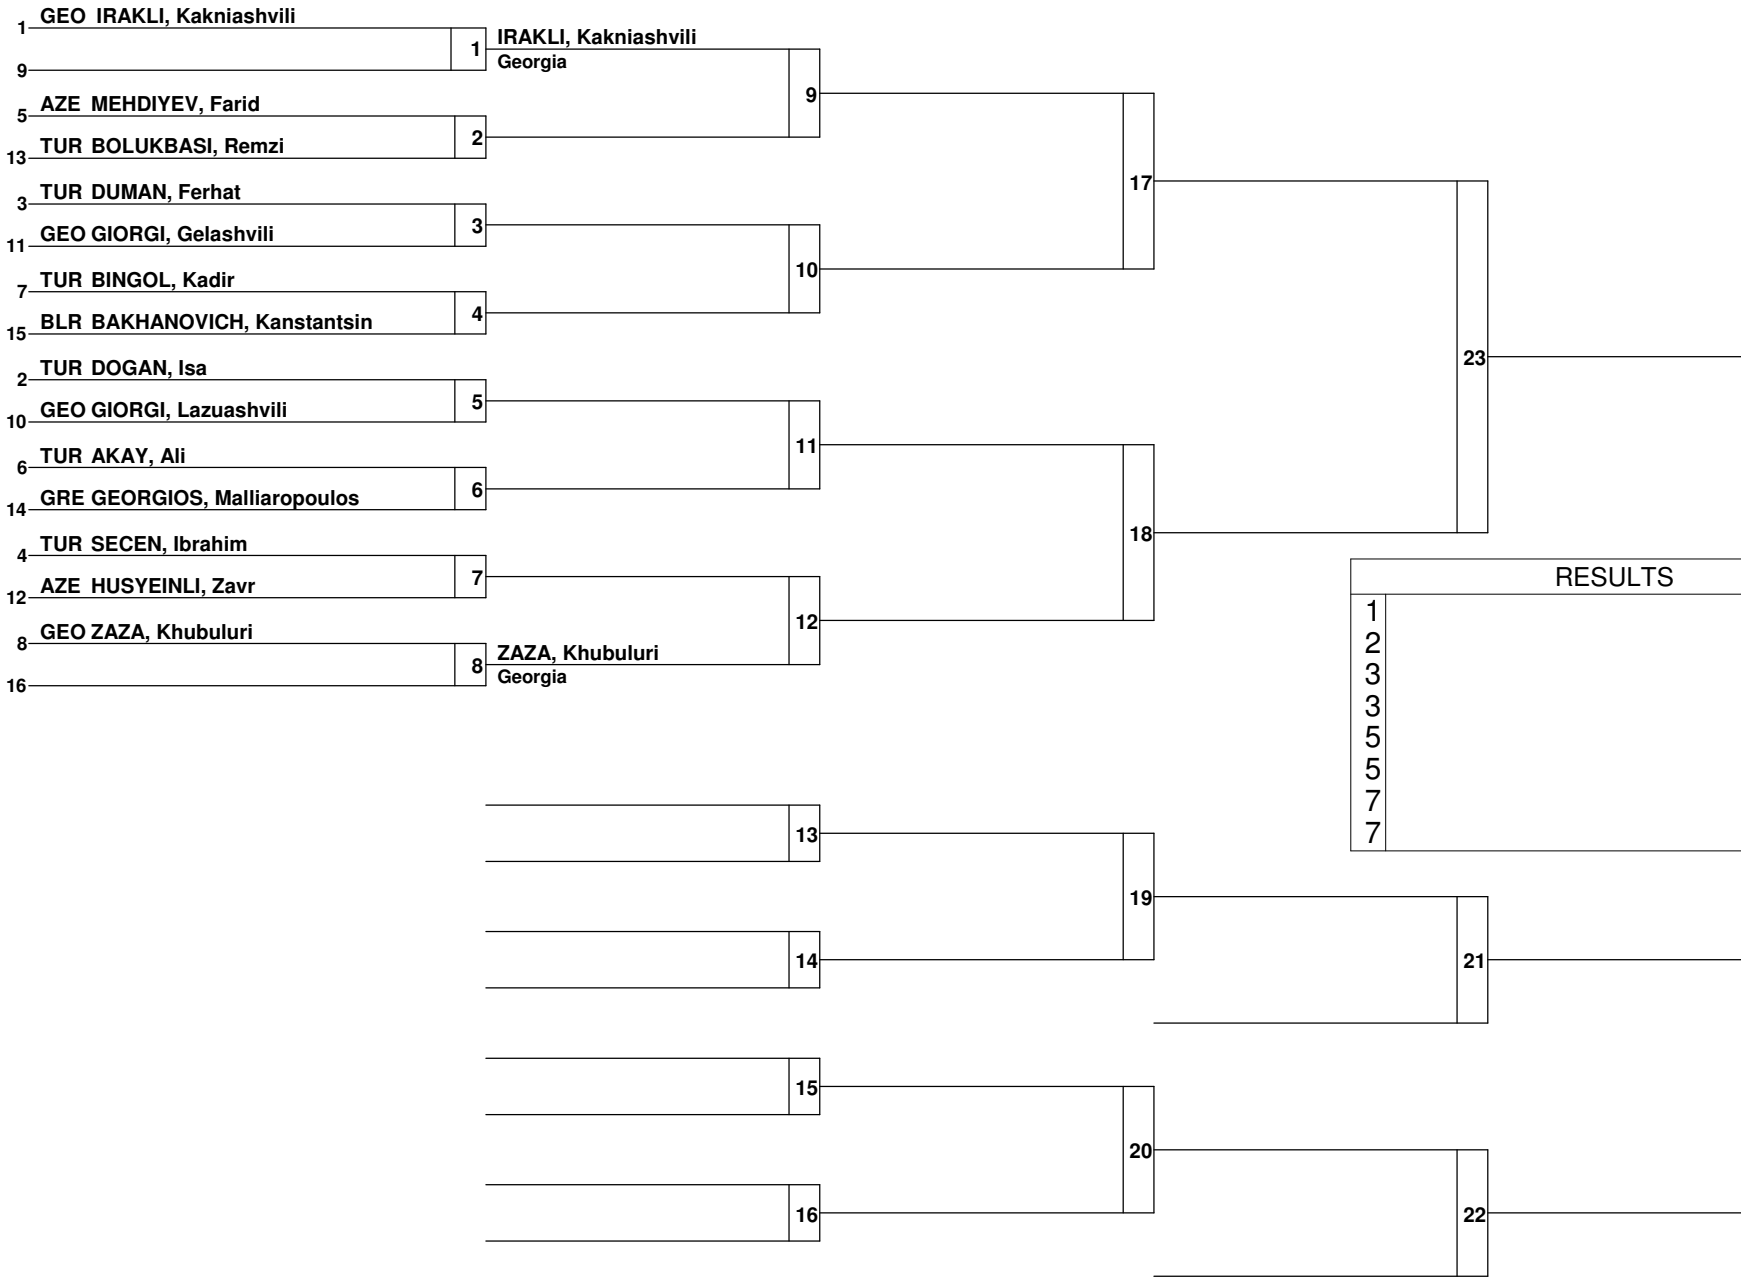 GEO IRAKLI, Kakniashvili
1
1
IRAKLI, Kakniashvili
Georgia
9
9
AZE MEHDIYEV, Farid
5
2
TUR BOLUKBASI, Remzi
13
17
TUR DUMAN, Ferhat
3
3
GEO GIORGI, Gelashvili
11
10
TUR BINGOL, Kadir
7
4
BLR BAKHANOVICH, Kanstantsin
15
23
TUR DOGAN, Isa
2
5
GEO GIORGI, Lazuashvili
10
11
TUR AKAY, Ali
6
6
GRE GEORGIOS, Malliaropoulos
14
18
TUR SECEN, Ibrahim
4
7
AZE HUSYEINLI, Zavr
12
12
GEO ZAZA, Khubuluri
8
8
ZAZA, Khubuluri
Georgia
16
RESULTS
1
2
3
3
5
5
7
7
13
19
14
21
15
20
16
22